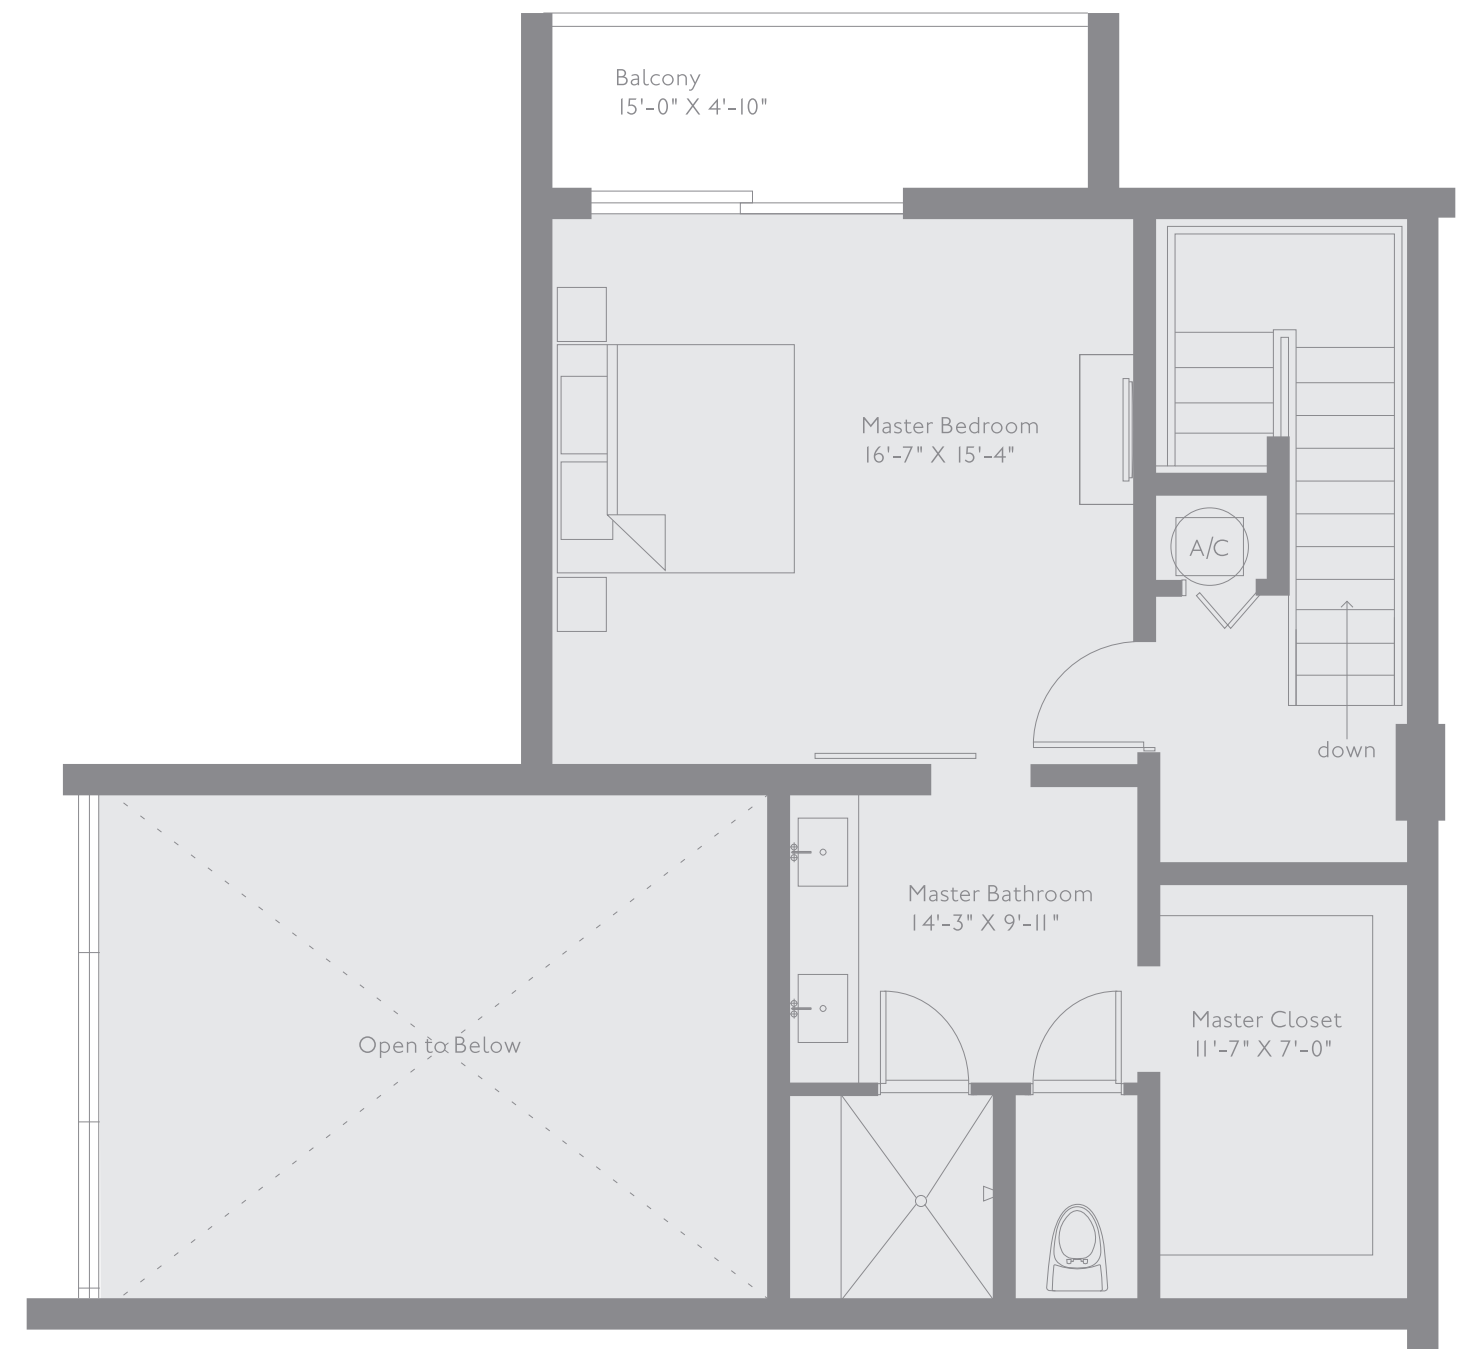 Balcony
15'-0" X 4'-10"
Master Bedroom
16'-7" X 15'-4"
A/C
down
Master Bathroom
14'-3" X 9'-11"
Master Closet
11'-7" X 7'-0"
Open to Below